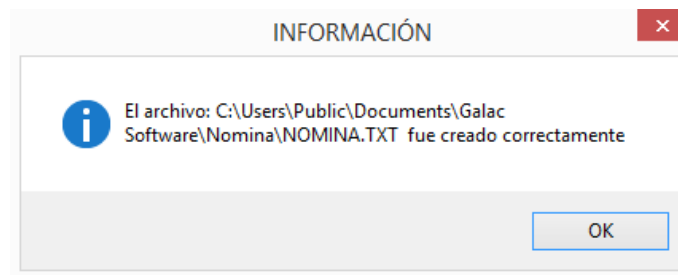 INFORMACIÓN
El archivo: C:\Users\Public\Documents\Galac
Software\Nomina\NOMINA.TXT  fue creado correctamente
OK